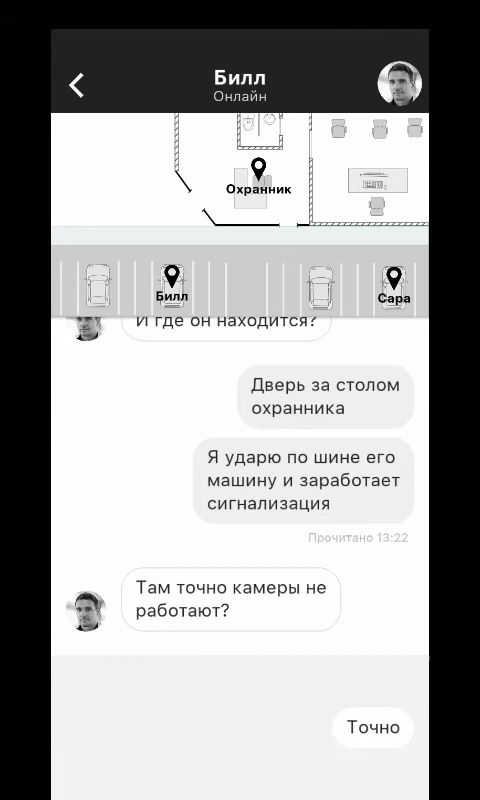 Билл
Онлайн
Охранник
Билл
Сара
И где он находится?
Дверь за столом
охранника
Я ударю по шине его
машину и заработает
сигнализация
Прочитано 13:22
Там точно камеры не
работают?
Точно